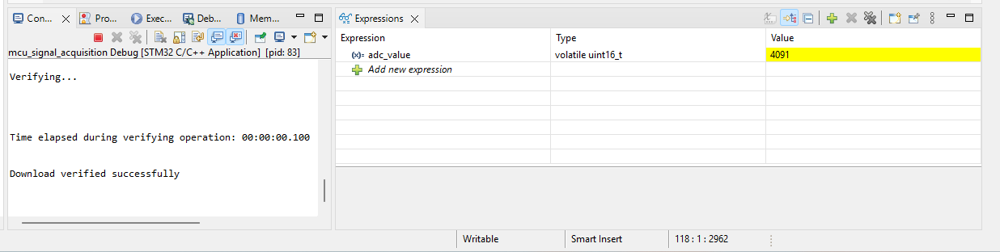 Con... Pro... Exec... Deb... Mem...
mcu_signal_acquisition Debug [STM32 C/C++ Application] [pid: 83]
Verifying...
Time elapsed during verifying operation: 00:00:00.100
Download verified successfully
Expressions
Expression Type Value
(x)= adc_value volatile uint16_t 4091
Add new expression
Writable Smart Insert 118 : 1 : 2962